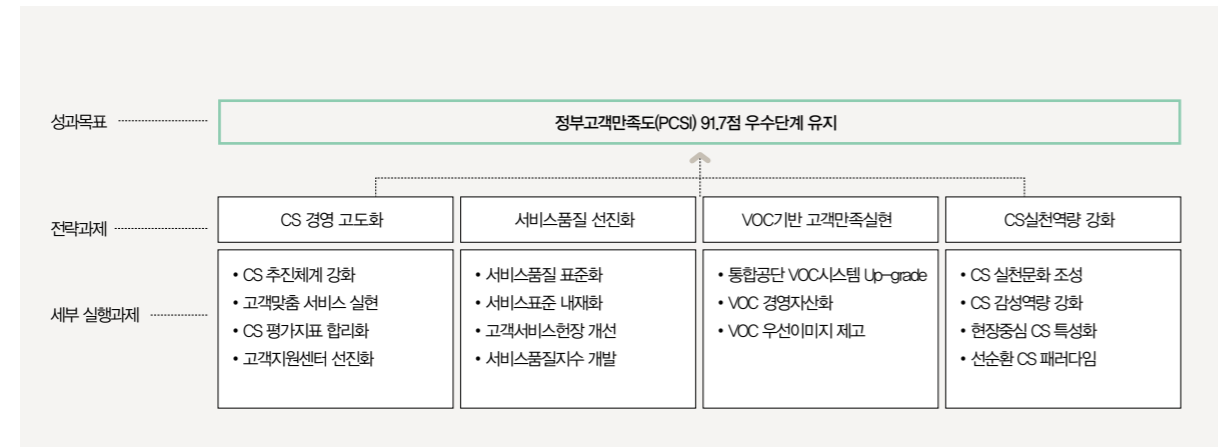 성과목표
정부고객만족도(PCSI) 91.7점 우수단계 유지
전략과제
CS 경영 고도화
서비스품질 선진화
VOC기반 고객만족실현
CS실천역량 강화
세부 실행과제
• CS 추진체계 강화
• 고객맞춤 서비스 실현
• CS 평가지표 합리화
• 고객지원센터 선진화
• 서비스품질 표준화
• 서비스표준 내재화
• 고객서비스헌장 개선
• 서비스품질지수 개발
• 통합공단 VOC시스템 Up-grade
• VOC 경영자산화
• VOC 우선이미지 제고
• CS 실천문화 조성
• CS 감성역량 강화
• 현장중심 CS 특성화
• 선순환 CS 패러다임